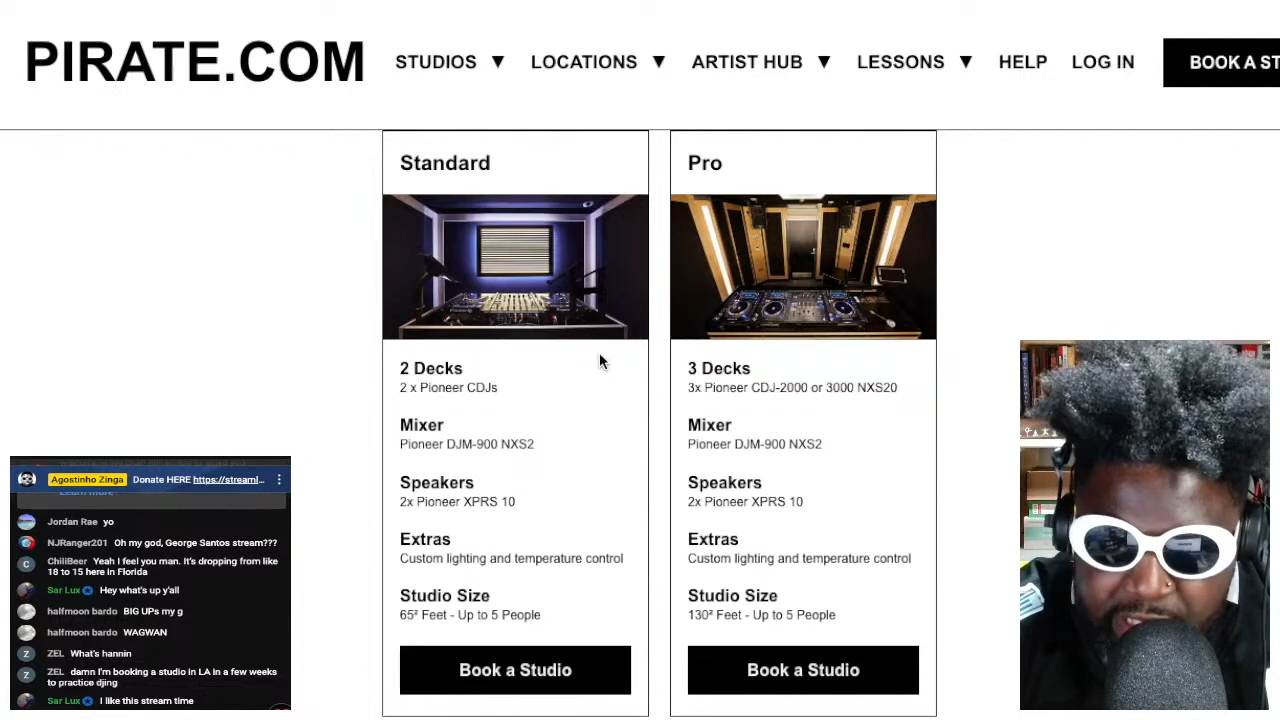 PIRATE.COM
STUDIOS ▼ LOCATIONS ▼ ARTIST HUB ▼ LESSONS ▼ HELP LOG IN BOOK A ST
Standard
2 Decks
2 x Pioneer CDJs
Mixer
Pioneer DJM-900 NXS2
Speakers
2x Pioneer XPRS 10
Extras
Custom lighting and temperature control
Studio Size
65² Feet - Up to 5 People
Book a Studio
Pro
3 Decks
3x Pioneer CDJ-2000 or 3000 NXS20
Mixer
Pioneer DJM-900 NXS2
Speakers
2x Pioneer XPRS 10
Extras
Custom lighting and temperature control
Studio Size
130² Feet - Up to 5 People
Book a Studio
Agostinho Zinga Donate HERE https://streaml...
Learn more
Jordan Rae yo
NJRanger201 Oh my god, George Santos stream???
C ChiliBeer Yeah I feel you man. It's dropping from like
18 to 15 here in Florida
Sar Lux Hey what's up y'all
halfmoon bardo BIG UPs my g
halfmoon bardo WAGWAN
Z ZEL What's hannin
Z ZEL damn I'm booking a studio in LA in a few weeks
to practice djing
Sar Lux I like this stream time